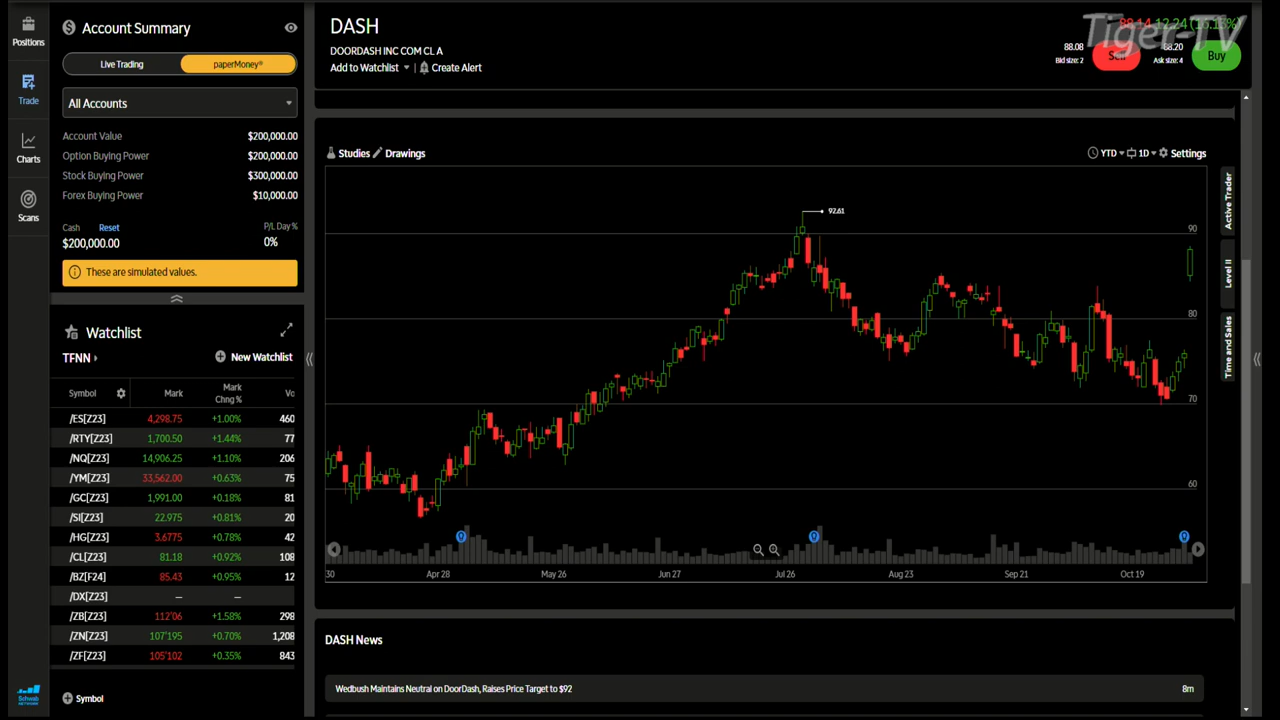 Positions
Trade
Charts
Scans
Schwab
NETWORK
Account Summary
Live Trading
paperMoney®
All Accounts
Account Value $200,000.00
Option Buying Power $200,000.00
Stock Buying Power $300,000.00
Forex Buying Power $10,000.00
Cash Reset P/L Day %
$200,000.00 0%
These are simulated values.
Watchlist
TFNN New Watchlist
Symbol Mark Mark Chng % Vo
/ES[Z23] 4,298.75 +1.00% 460
/RTY[Z23] 1,700.50 +1.44% 77
/NQ[Z23] 14,906.25 +1.10% 206
/YM[Z23] 33,562.00 +0.63% 75
/GC[Z23] 1,991.00 +0.18% 81
/SI[Z23] 22.975 +0.81% 20
/HG[Z23] 3.6775 +0.78% 42
/CL[Z23] 81.18 +0.92% 108
/BZ[F24] 85.43 +0.95% 12
/DX[Z23] — —
/ZB[Z23] 112'06 +1.58% 298
/ZN[Z23] 107'195 +0.70% 1,208
/ZF[Z23] 105'102 +0.35% 843
Symbol
DASH
DOORDASH INC COM CL A
Add to Watchlist | Create Alert
Tiger-TV
88.14 +12.24
88.08
Bid size: 2
Sell
88.20
Ask size: 4
Buy
Studies Drawings
YTD 1D Settings
92.61
90
80
70
60
30 Apr 28 May 26 Jun 27 Jul 26 Aug 23 Sep 21 Oct 19
Active Trader
Level II
Time and Sales
DASH News
Wedbush Maintains Neutral on DoorDash, Raises Price Target to $92 8m